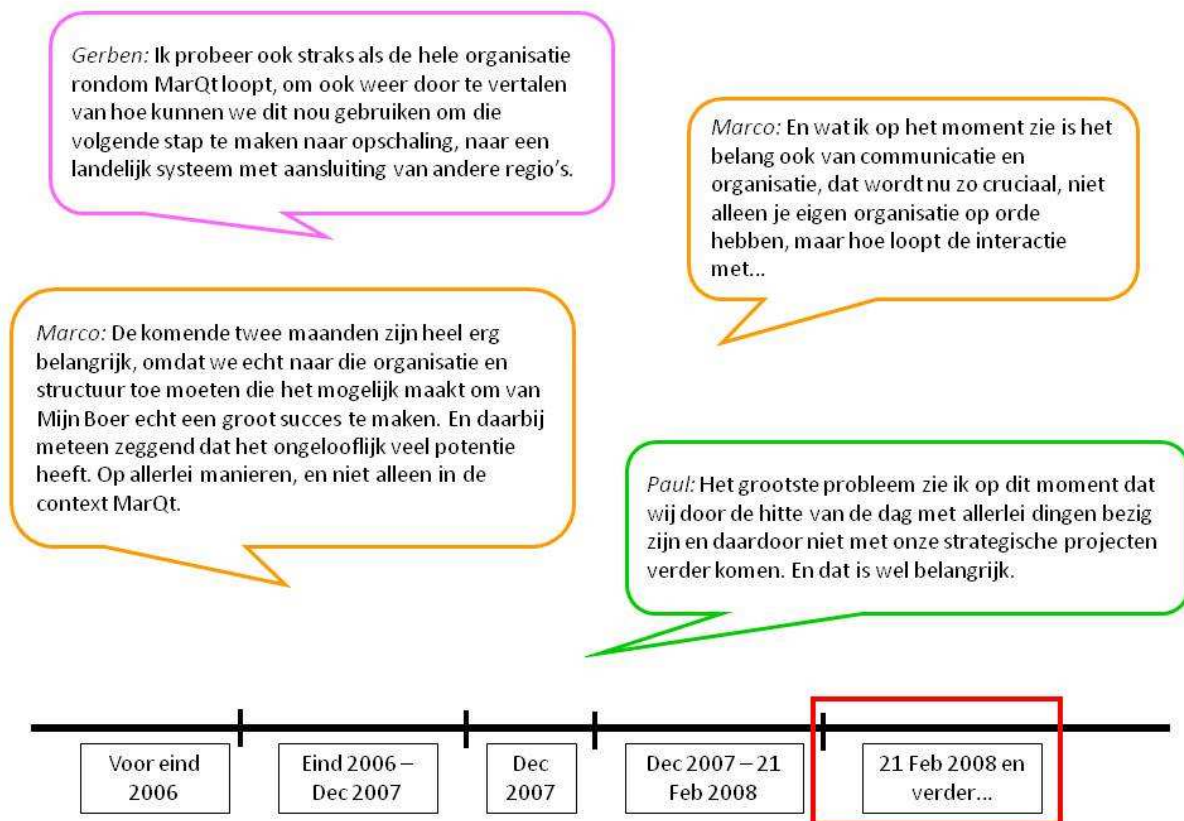 Gerben: Ik probeer ook straks als de hele organisatie
rondom MarQt loopt, om ook weer door te vertalen
van hoe kunnen we dit nou gebruiken om die
volgende stap te maken naar opschaling, naar een
landelijk systeem met aansluiting van andere regio's.
Marco: En wat ik op het moment zie is het
belang ook van communicatie en
organisatie, dat wordt nu zo cruciaal, niet
alleen je eigen organisatie op orde
hebben, maar hoe loopt de interactie
met...
Marco: De komende twee maanden zijn heel erg
belangrijk, omdat we echt naar die organisatie en
structuur toe moeten die het mogelijk maakt om van
Mijn Boer echt een groot succes te maken. En daarbij
meteen zeggend dat het ongelooflijk veel potentie
heeft. Op allerlei manieren, en niet alleen in de
context MarQt.
Paul: Het grootste probleem zie ik op dit moment dat
wij door de hitte van de dag met allerlei dingen bezig
zijn en daardoor niet met onze strategische projecten
verder komen. En dat is wel belangrijk.
Voor eind
2006
Eind 2006 –
Dec 2007
Dec
2007
Dec 2007 – 21
Feb 2008
21 Feb 2008 en
verder...